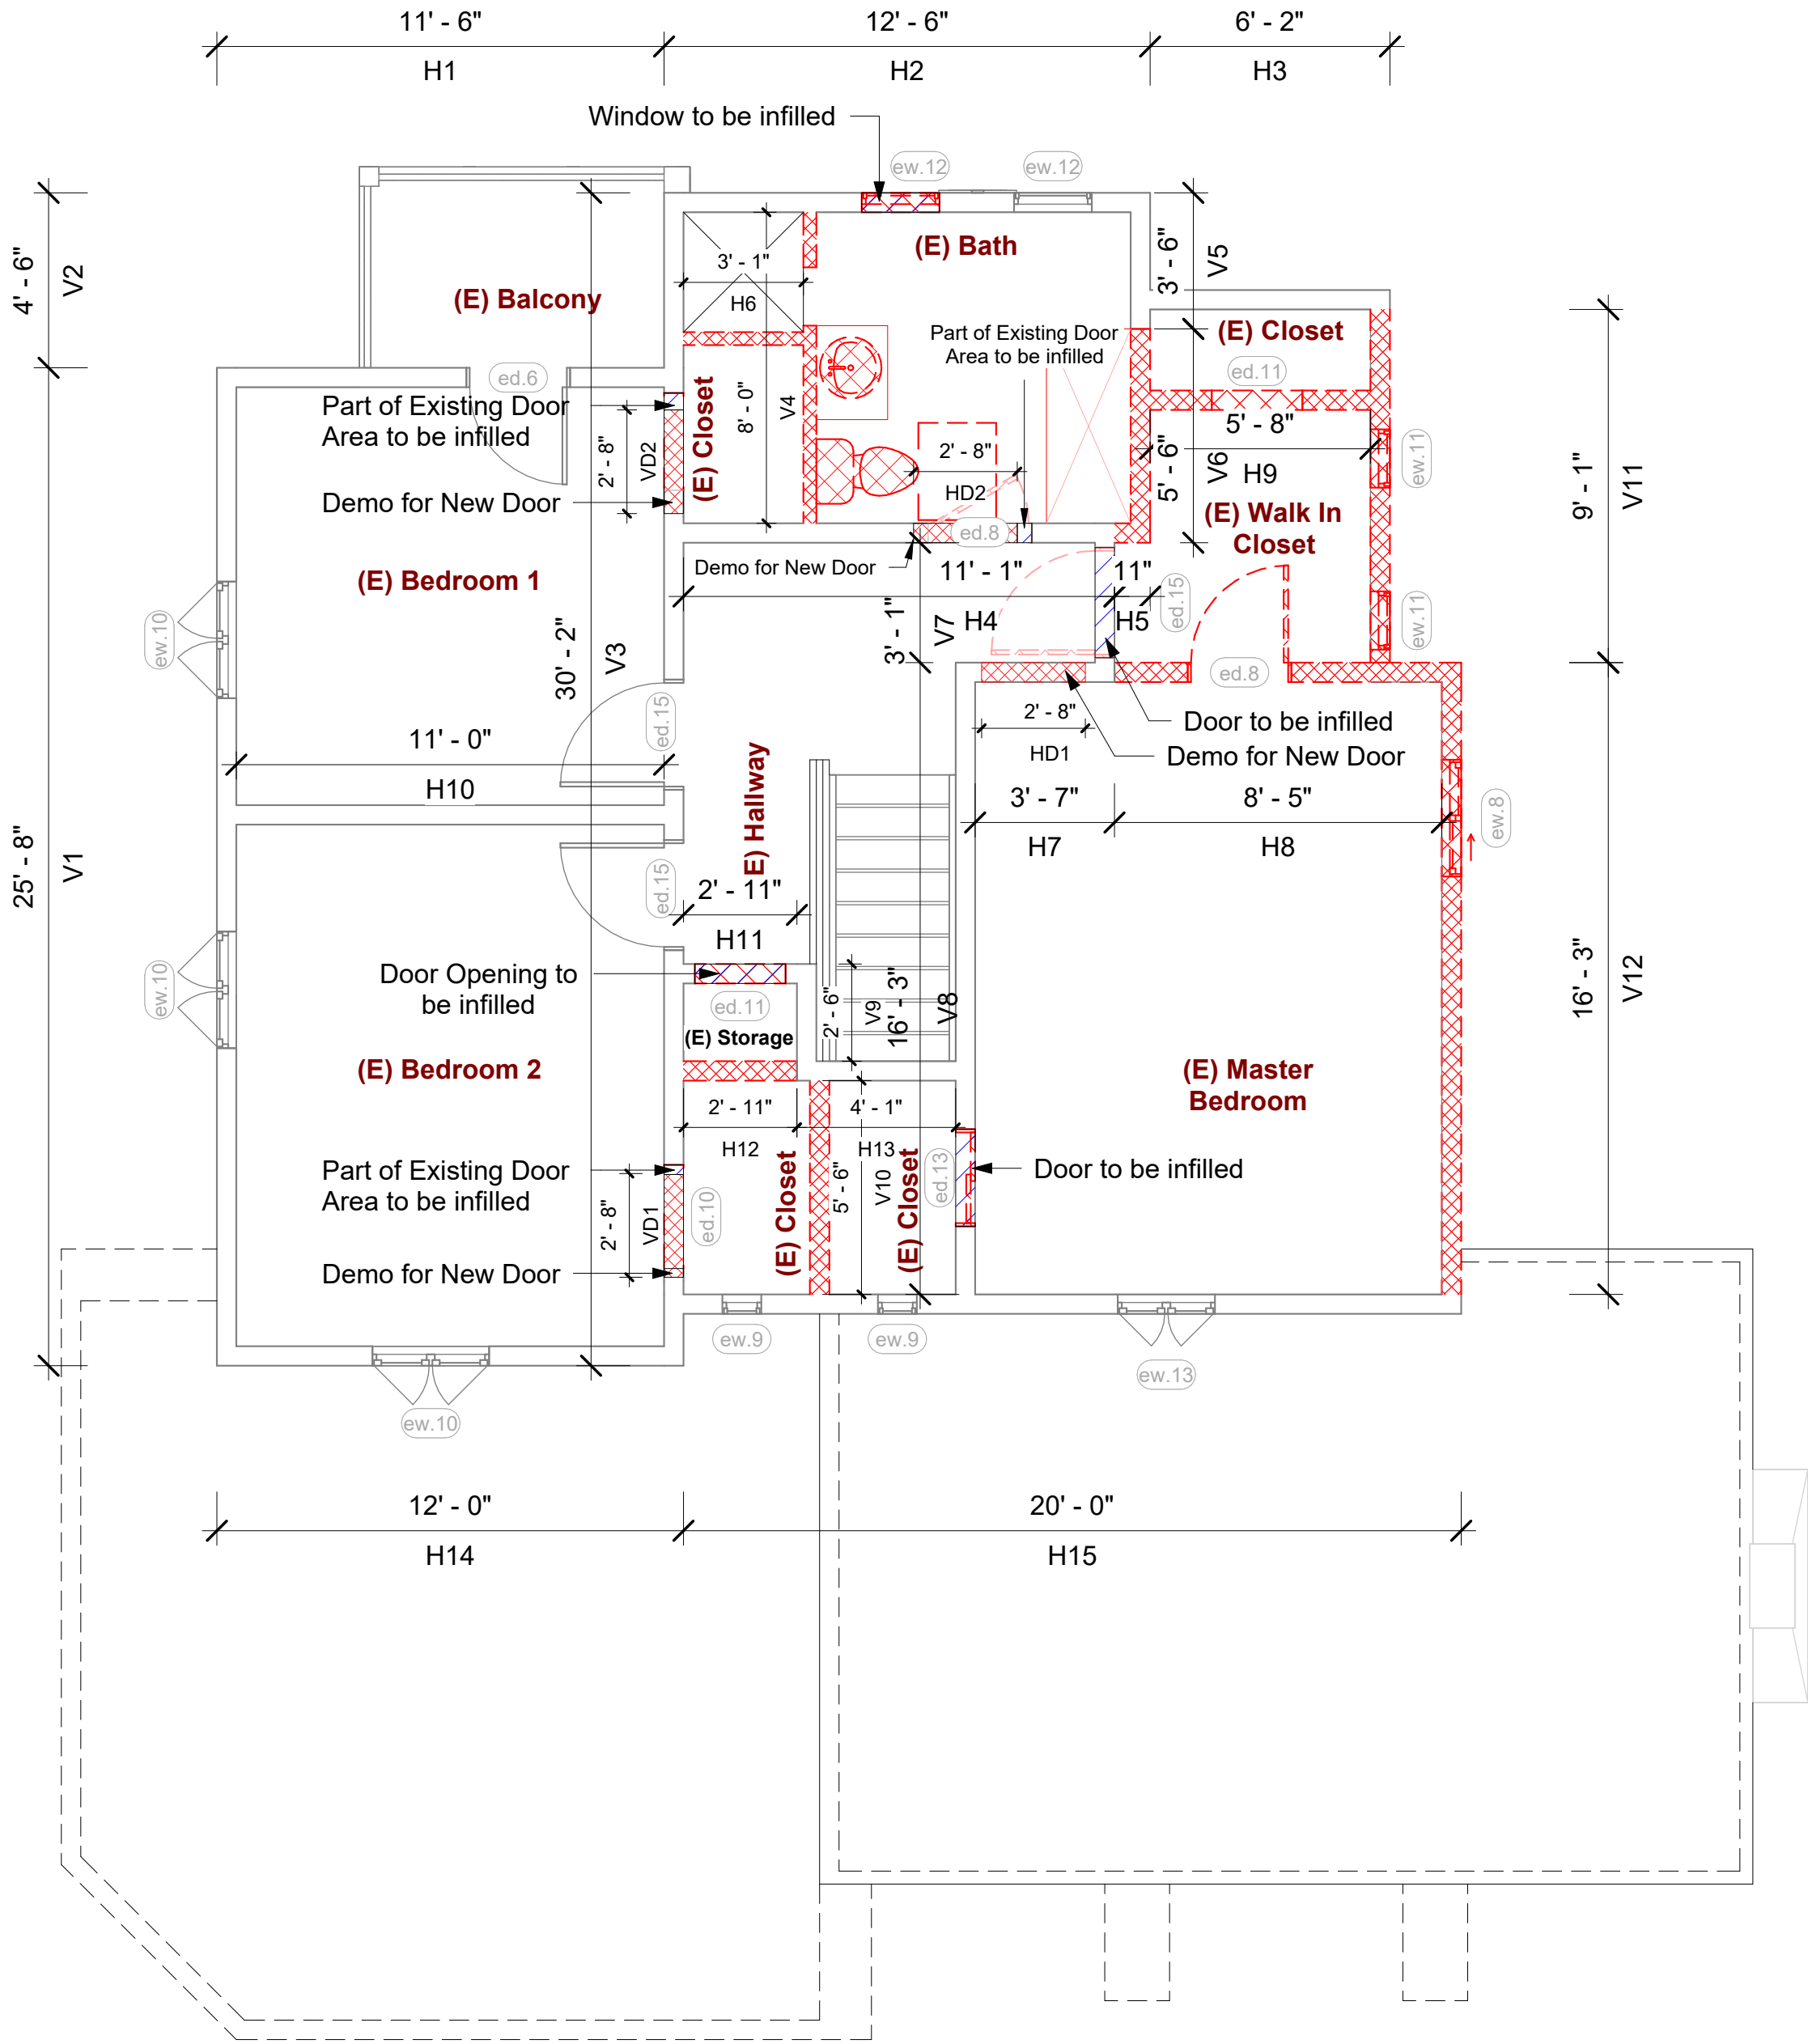 11' - 6"
12' - 6"
6' - 2"
H1
H2
H3
Window to be infilled
ew.12
ew.12
4' - 6"
V2
(E) Balcony
(E) Bath
3' - 6"
V5
3' - 1"
H6
(E) Closet
Part of Existing Door
Area to be infilled
ed.6
ed.11
Part of Existing Door
Area to be infilled
2' - 8"
VD2
(E) Closet
8' - 0"
V4
5' - 8"
H9
5' - 6"
V6
ew.11
2' - 8"
HD2
Demo for New Door
(E) Walk In
Closet
9' - 1"
V11
ed.8
(E) Bedroom 1
Demo for New Door
11' - 1"
H4
11"
H5
ed.15
ew.11
ew.10
30' - 2"
V3
3' - 1"
V7
ed.8
ed.15
2' - 8"
HD1
Door to be infilled
Demo for New Door
11' - 0"
H10
(E) Hallway
3' - 7"
H7
8' - 5"
H8
ew.8
25' - 8"
V1
ed.15
2' - 11"
H11
ew.10
Door Opening to
be infilled
ed.11
(E) Storage
2' - 6"
V9
16' - 3"
V8
16' - 3"
V12
(E) Bedroom 2
(E) Master
Bedroom
2' - 11"
H12
4' - 1"
H13
Part of Existing Door
Area to be infilled
2' - 8"
VD1
ed.10
(E) Closet
5' - 6"
V10
(E) Closet
ed.13
Door to be infilled
Demo for New Door
ew.9
ew.9
ew.13
ew.10
12' - 0"
H14
20' - 0"
H15